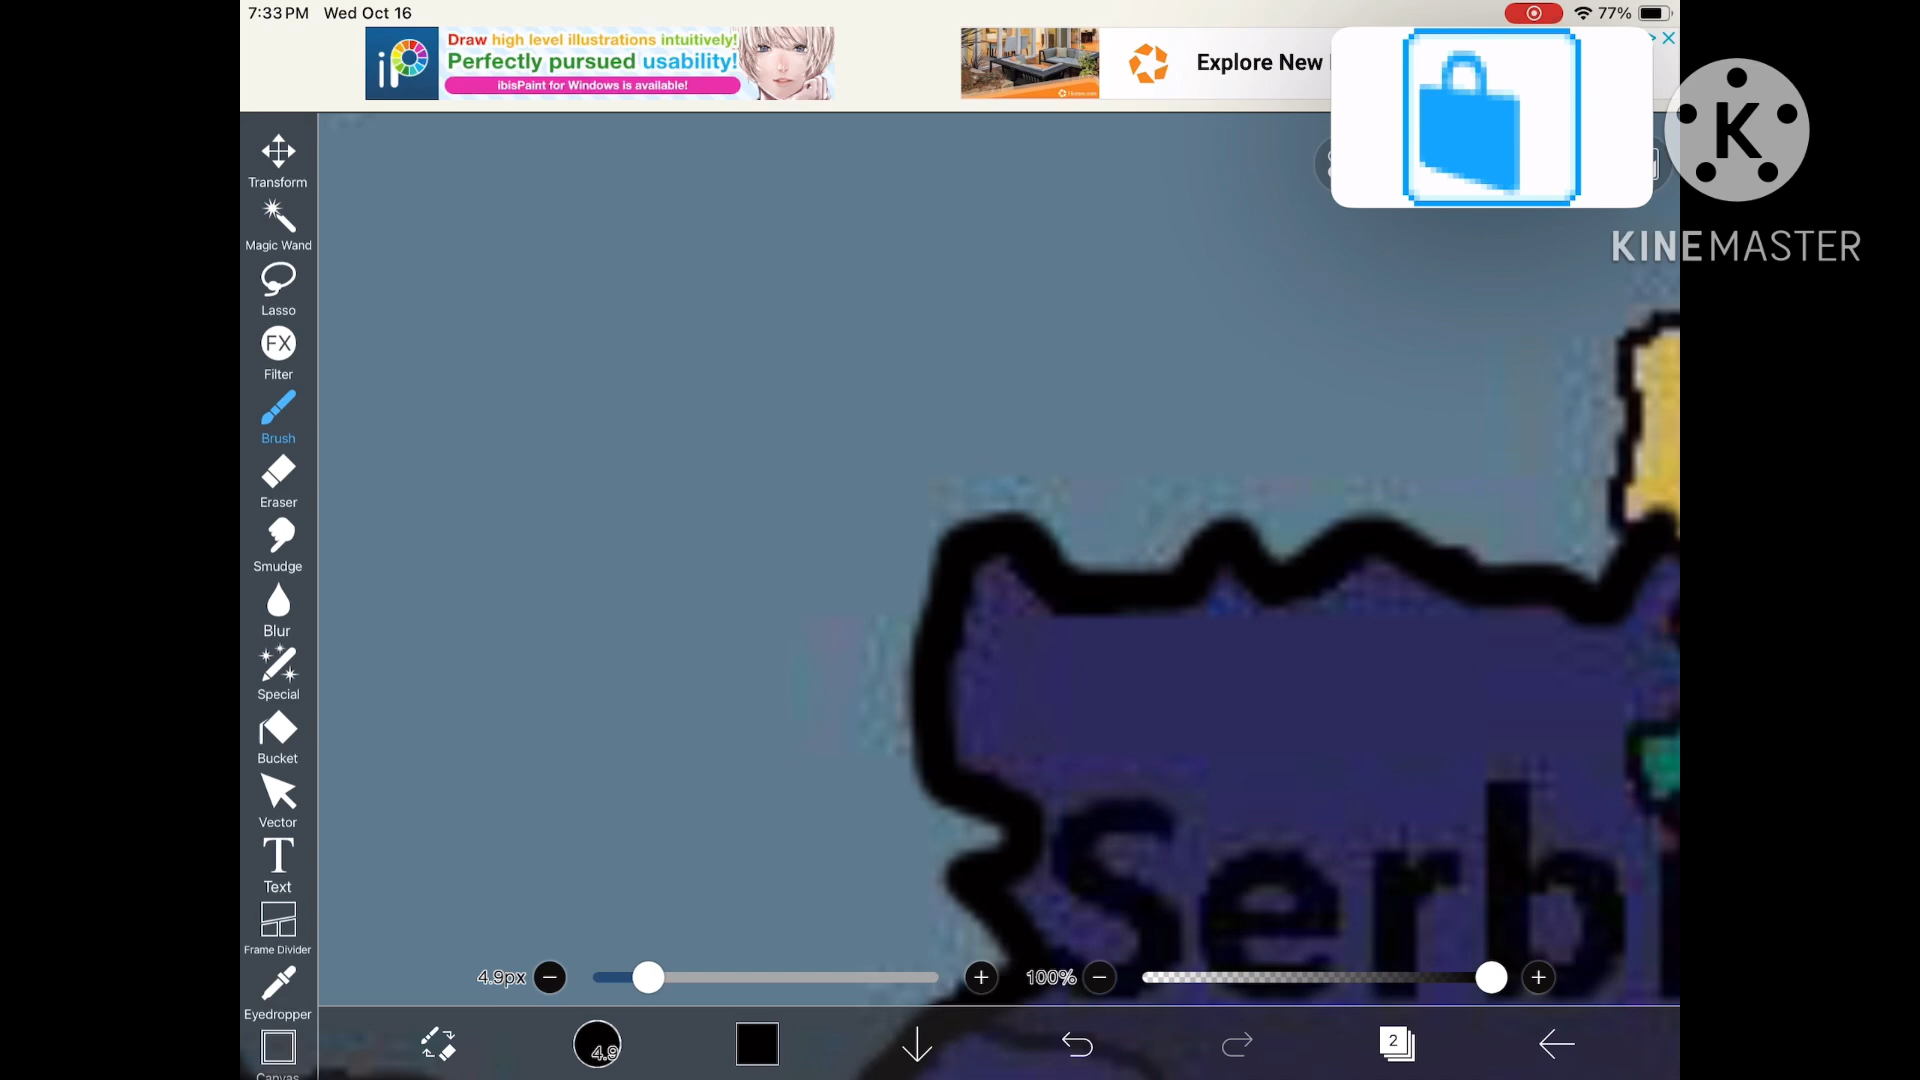 7:33 PM Wed Oct 16
77%
iP
Draw high level illustrations intuitively!
Perfectly pursued usability!
ibisPaint for Windows is available!
Explore New
K
KINEMASTER
Transform
Magic Wand
Lasso
FX
Filter
Brush
Eraser
Smudge
Blur
Special
Bucket
Vector
T
Text
Frame Divider
Eyedropper
Canvas
Serb
4.9px
100%
4.9
2